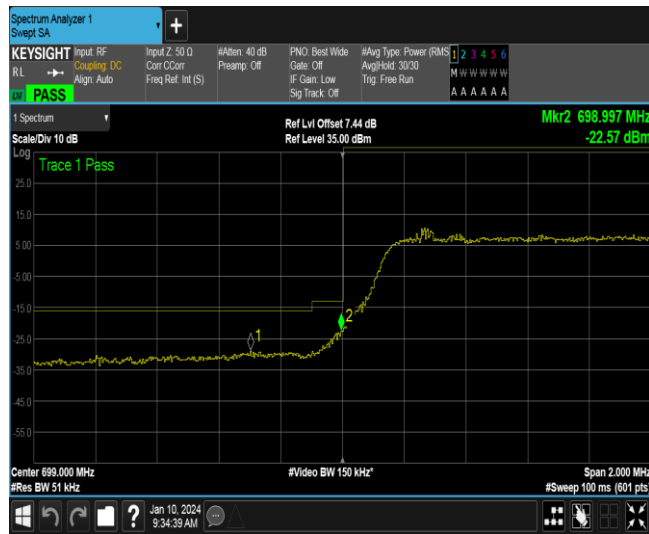 Spectrum Analyzer 1
Swept SA
+
KEYSIGHT
RL
PASS
Input: RF
Coupling: DC
Align: Auto
Input Z: 50 Ω
Corr CCorr
Freq Ref: Int (S)
#Atten: 40 dB
Preamp: Off
PNO: Best Wide
Gate: Off
IF Gain: Low
Sig Track: Off
#Avg Type: Power (RMS
Avg|Hold: 30/30
Trig: Free Run
1 2 3 4 5 6
M W W W W W
A A A A A A
1 Spectrum
Scale/Div 10 dB
Ref Lvl Offset 7.44 dB
Ref Level 35.00 dBm
Mkr2 698.997 MHz
-22.57 dBm
Log
Trace 1 Pass
25.0
15.0
5.00
-5.00
-15.0
-25.0
-35.0
-45.0
-55.0
1
2
Center 699.000 MHz
#Res BW 51 kHz
#Video BW 150 kHz*
Span 2.000 MHz
#Sweep 100 ms (601 pts
?
Jan 10, 2024
9:34:39 AM